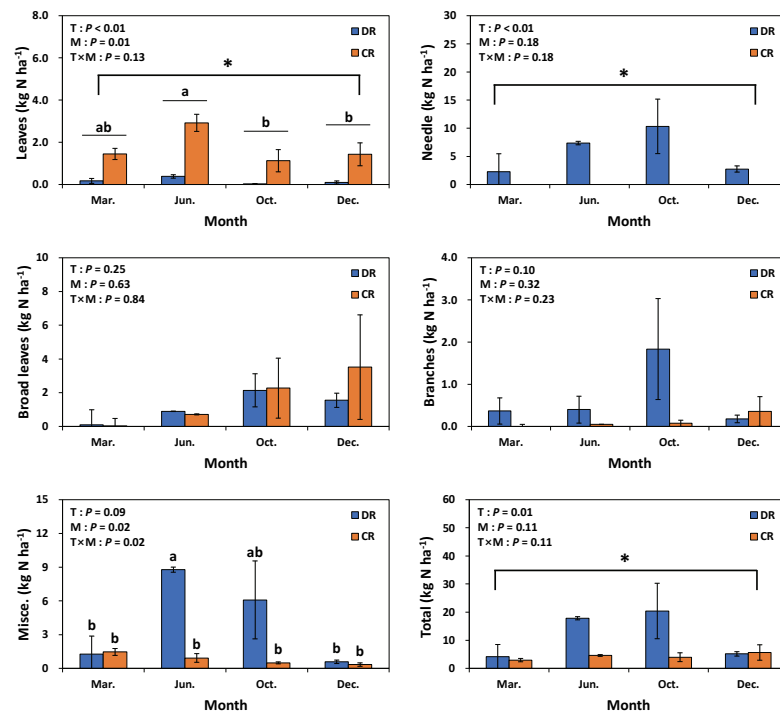 T : P < 0.01
M : P = 0.01
T×M : P = 0.13
DR
CR
*
ab
a
b
b
Leaves (kg N ha-1)
8.0
6.0
4.0
2.0
0.0
Mar. Jun. Oct. Dec.
Month
T : P < 0.01
M : P = 0.18
T×M : P = 0.18
DR
CR
*
Needle (kg N ha-1)
30
25
20
15
10
5
0
Mar. Jun. Oct. Dec.
Month
T : P = 0.25
M : P = 0.63
T×M : P = 0.84
DR
CR
Broad leaves (kg N ha-1)
10
8
6
4
2
0
Mar. Jun. Oct. Dec.
Month
T : P = 0.10
M : P = 0.32
T×M : P = 0.23
DR
CR
Branches (kg N ha-1)
4.0
3.0
2.0
1.0
0.0
Mar. Jun. Oct. Dec.
Month
T : P = 0.09
M : P = 0.02
T×M : P = 0.02
DR
CR
b b a b ab b b b
Misce. (kg N ha-1)
15
12
9
6
3
0
Mar. Jun. Oct. Dec.
Month
T : P = 0.01
M : P = 0.11
T×M : P = 0.11
DR
CR
*
Total (kg N ha-1)
60
50
40
30
20
10
0
Mar. Jun. Oct. Dec.
Month